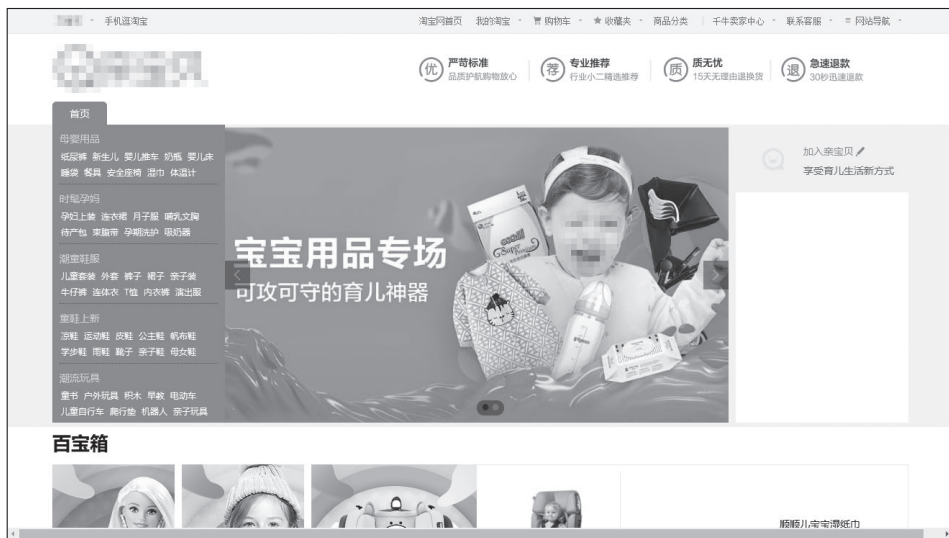 手机逛淘宝
淘宝网首页 我的淘宝 购物车 ★ 收藏夹 商品分类 千牛卖家中心 联系客服 网站导航
优 严苛标准
品质护航购物放心
荐 专业推荐
行业小二精选推荐
质 质无忧
15天无理由退换货
退 急速退款
30秒迅速退款
首页
母婴用品
纸尿裤 新生儿 婴儿推车 奶瓶 婴儿床
睡袋 餐具 安全座椅 湿巾 体温计
时髦孕妈
孕妇上装 连衣裙 月子服 哺乳文胸
待产包 束腹带 孕期洗护 吸奶器
潮童鞋服
儿童套装 外套 裤子 裙子 亲子装
牛仔裤 连体衣 T恤 内衣裤 演出服
童鞋上新
凉鞋 运动鞋 皮鞋 公主鞋 帆布鞋
学步鞋 雨鞋 靴子 亲子鞋 母女鞋
潮流玩具
童书 户外玩具 积木 早教 电动车
儿童自行车 爬行垫 机器人 亲子玩具
宝宝用品专场
可攻可守的育儿神器
加入亲宝贝
享受育儿生活新方式
百宝箱
顺顺儿宝宝湿纸巾